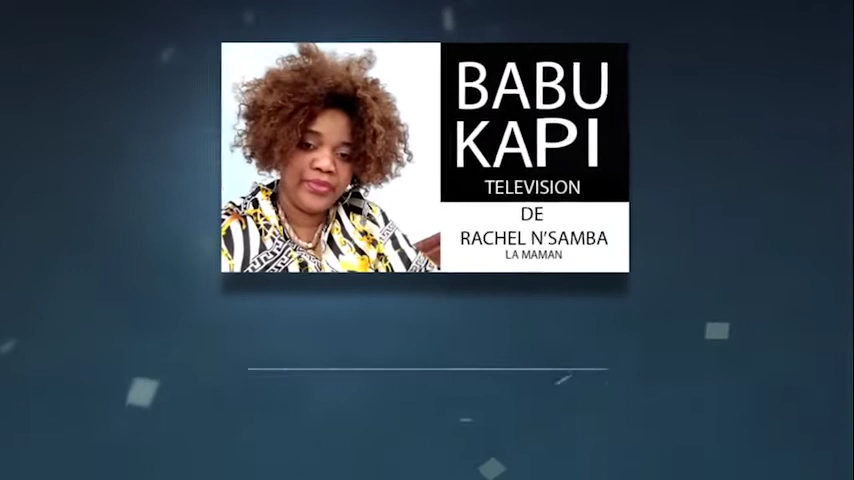 BABU
KAPI
TELEVISION
DE
RACHEL N'SAMBA
LA MAMAN